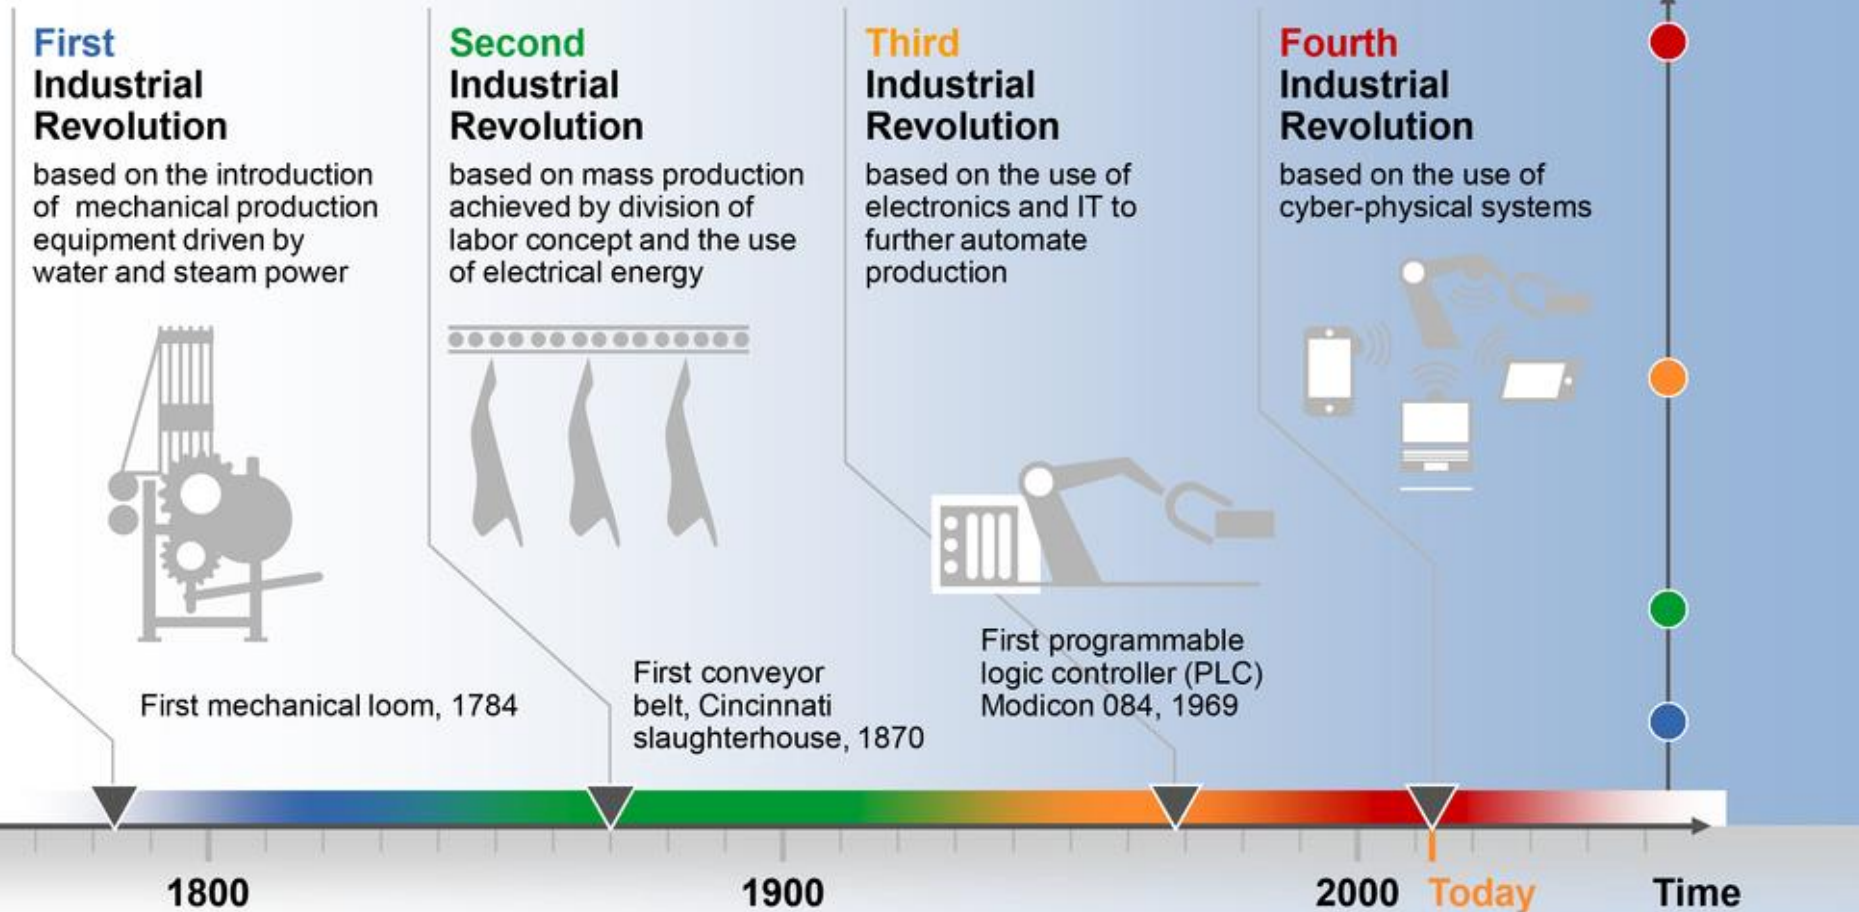 First
Industrial
Revolution
based on the introduction
of mechanical production
equipment driven by
water and steam power
First mechanical loom, 1784
Second
Industrial
Revolution
based on mass production
achieved by division of
labor concept and the use
of electrical energy
First conveyor
belt, Cincinnati
slaughterhouse, 1870
Third
Industrial
Revolution
based on the use of
electronics and IT to
further automate
production
First programmable
logic controller (PLC)
Modicon 084, 1969
Fourth
Industrial
Revolution
based on the use of
cyber-physical systems
1800 1900 2000 Today Time